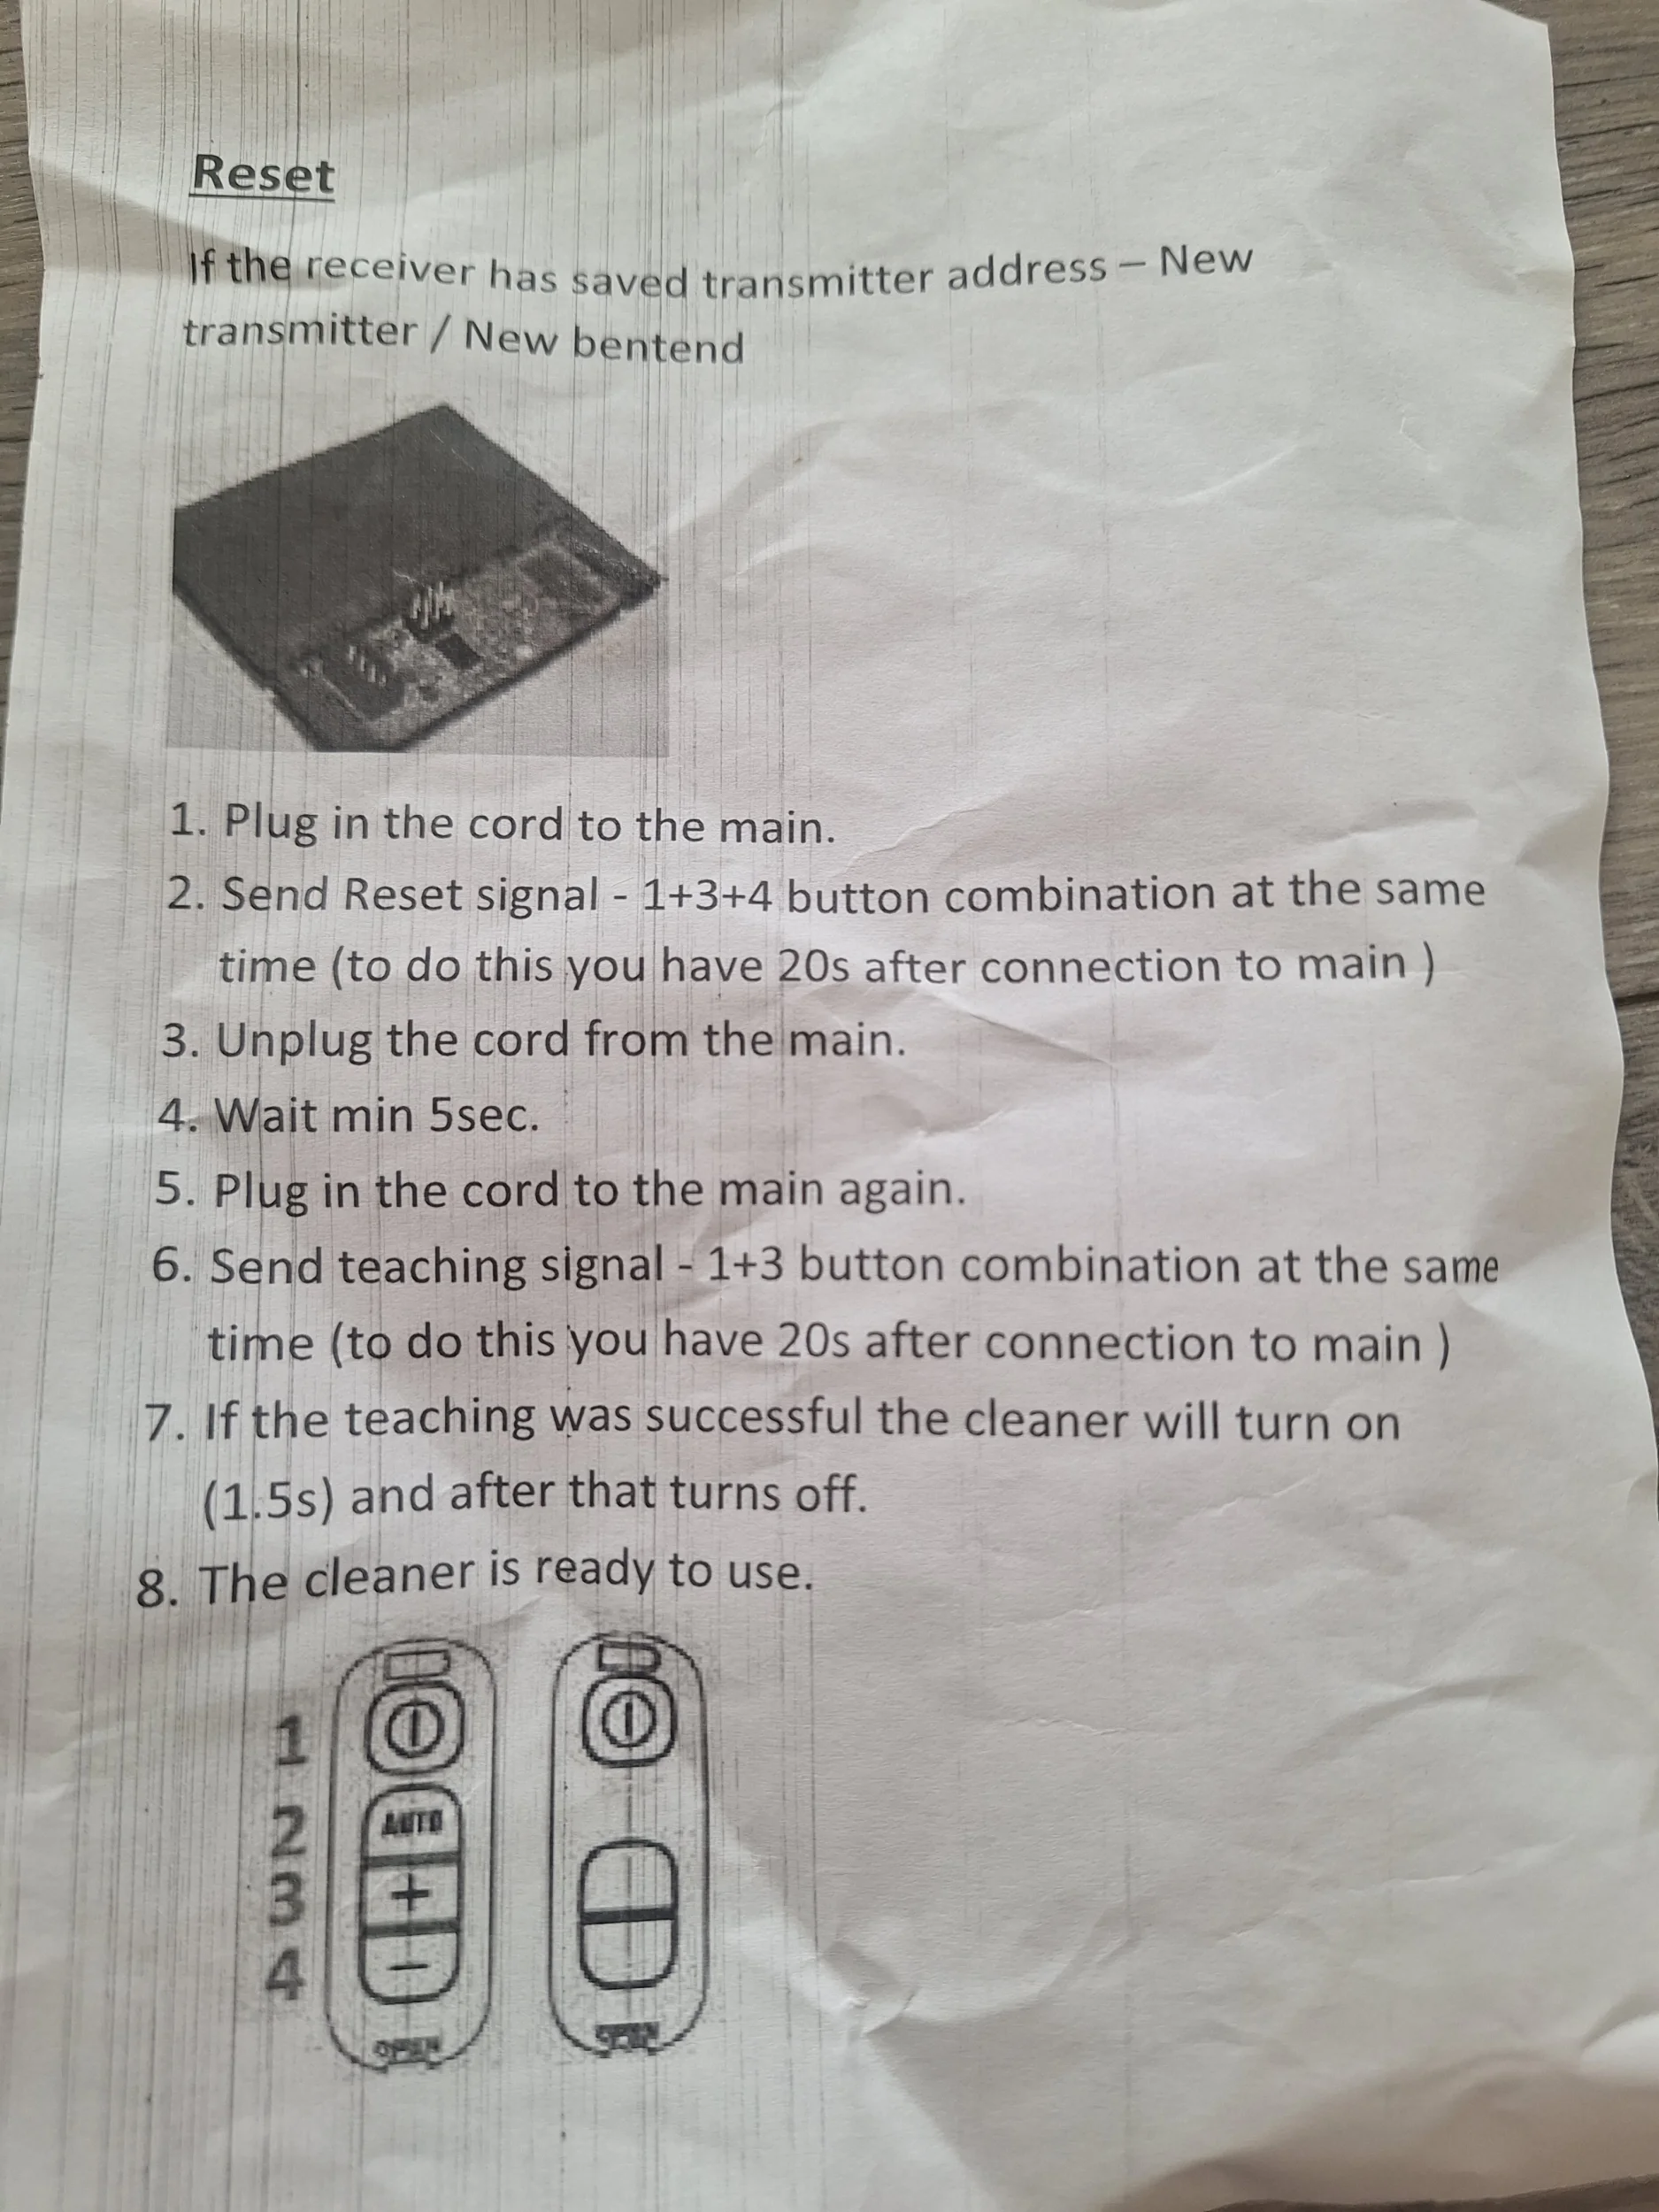 Reset
If the receiver has saved transmitter address – New
transmitter / New bentend
1. Plug in the cord to the main.
2. Send Reset signal - 1+3+4 button combination at the same
time (to do this you have 20s after connection to main )
3. Unplug the cord from the main.
4. Wait min 5sec.
5. Plug in the cord to the main again.
6. Send teaching signal - 1+3 button combination at the same
time (to do this you have 20s after connection to main )
7. If the teaching was successful the cleaner will turn on
(1.5s) and after that turns off.
8. The cleaner is ready to use.
1
2 AUTO
3 +
4 −